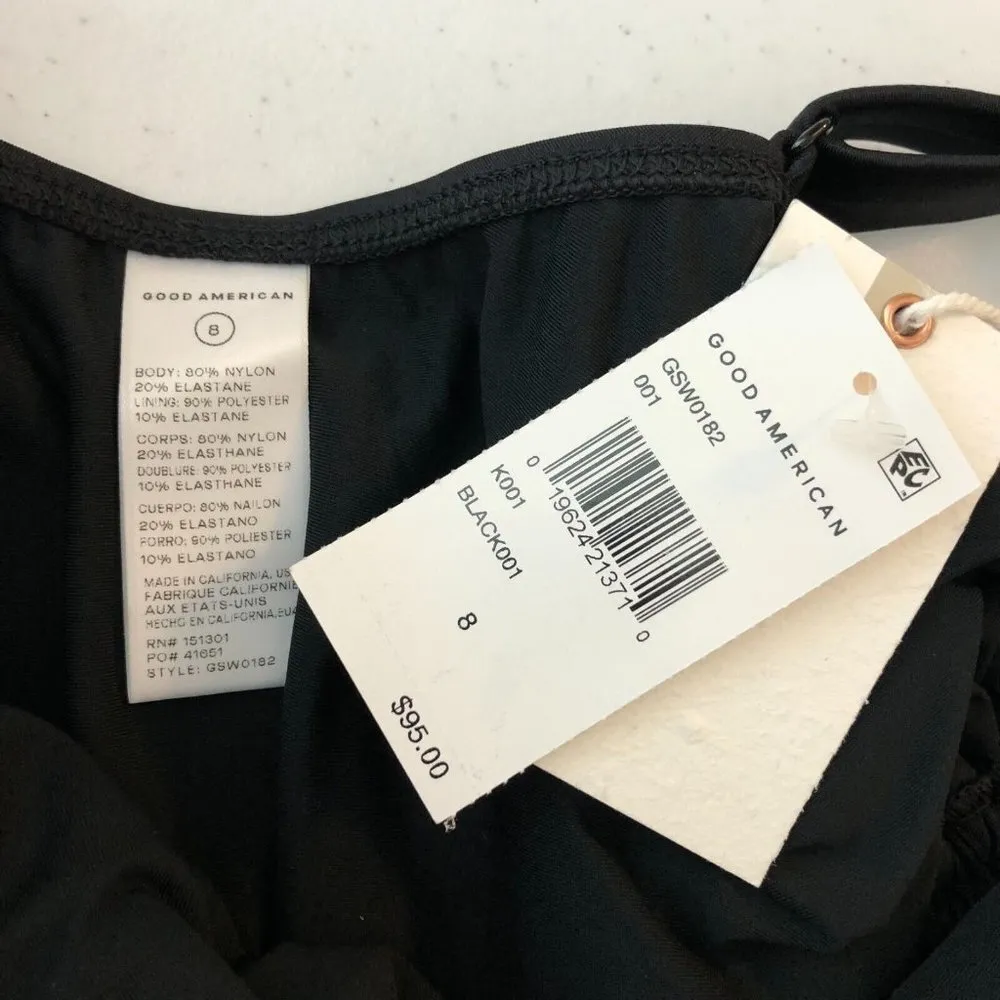 GOOD AMERICAN
8
BODY: 80% NYLON
20% ELASTANE
LINING: 90% POLYESTER
10% ELASTANE
CORPS: 80% NYLON
20% ELASTHANE
DOUBLURE: 90% POLYESTER
10% ELASTHANE
CUERPO: 80% NAILON
20% ELASTANO
FORRO: 90% POLIESTER
10% ELASTANO
MADE IN CALIFORNIA, US
FABRIQUE CALIFORNIE
AUX ETATS-UNIS
HECHO EN CALIFORNIA,
RN# 151301
PO# 41651
STYLE: GSW0182
GOOD AMERICAN
GSW0182
001
0 19624 21371 0
K001
BLACK001
8
$95.00
EPC